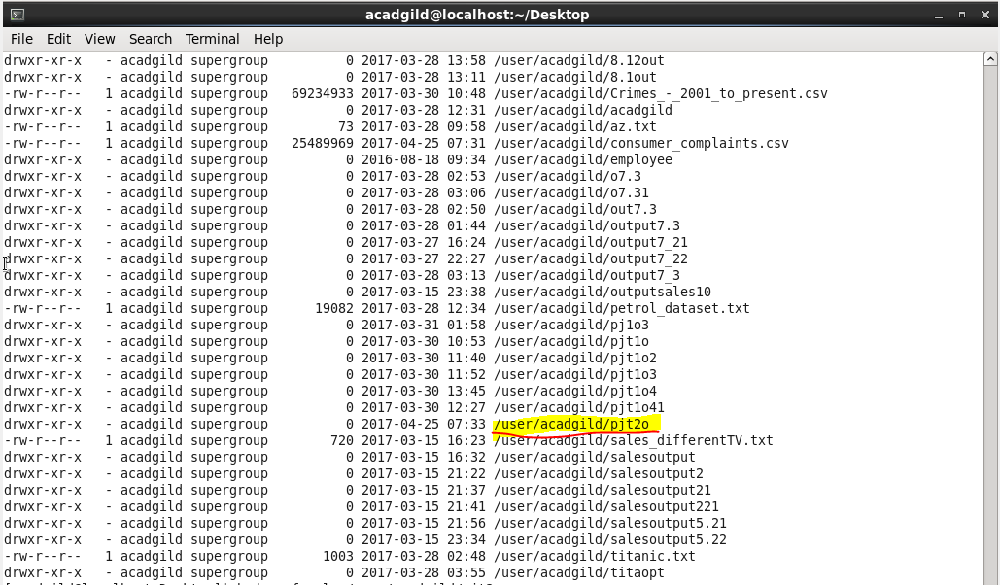 acadgild@localhost:~/Desktop
File Edit View Search Terminal Help
drwxr-xr-x - acadgild supergroup 0 2017-03-28 13:58 /user/acadgild/8.12out
drwxr-xr-x - acadgild supergroup 0 2017-03-28 13:11 /user/acadgild/8.1out
-rw-r--r-- 1 acadgild supergroup 69234933 2017-03-30 10:48 /user/acadgild/Crimes_-_2001_to_present.csv
drwxr-xr-x - acadgild supergroup 0 2017-03-28 12:31 /user/acadgild/acadgild
-rw-r--r-- 1 acadgild supergroup 73 2017-03-28 09:58 /user/acadgild/az.txt
-rw-r--r-- 1 acadgild supergroup 25489969 2017-04-25 07:31 /user/acadgild/consumer_complaints.csv
drwxr-xr-x - acadgild supergroup 0 2016-08-18 09:34 /user/acadgild/employee
drwxr-xr-x - acadgild supergroup 0 2017-03-28 02:53 /user/acadgild/o7.3
drwxr-xr-x - acadgild supergroup 0 2017-03-28 03:06 /user/acadgild/o7.31
drwxr-xr-x - acadgild supergroup 0 2017-03-28 02:50 /user/acadgild/out7.3
drwxr-xr-x - acadgild supergroup 0 2017-03-28 01:44 /user/acadgild/output7.3
drwxr-xr-x - acadgild supergroup 0 2017-03-27 16:24 /user/acadgild/output7_21
drwxr-xr-x - acadgild supergroup 0 2017-03-27 22:27 /user/acadgild/output7_22
drwxr-xr-x - acadgild supergroup 0 2017-03-28 03:13 /user/acadgild/output7_3
drwxr-xr-x - acadgild supergroup 0 2017-03-15 23:38 /user/acadgild/outputsales10
-rw-r--r-- 1 acadgild supergroup 19082 2017-03-28 12:34 /user/acadgild/petrol_dataset.txt
drwxr-xr-x - acadgild supergroup 0 2017-03-31 01:58 /user/acadgild/pj1o3
drwxr-xr-x - acadgild supergroup 0 2017-03-30 10:53 /user/acadgild/pjt1o
drwxr-xr-x - acadgild supergroup 0 2017-03-30 11:40 /user/acadgild/pjt1o2
drwxr-xr-x - acadgild supergroup 0 2017-03-30 11:52 /user/acadgild/pjt1o3
drwxr-xr-x - acadgild supergroup 0 2017-03-30 13:45 /user/acadgild/pjt1o4
drwxr-xr-x - acadgild supergroup 0 2017-03-30 12:27 /user/acadgild/pjt1o41
drwxr-xr-x - acadgild supergroup 0 2017-04-25 07:33 /user/acadgild/pjt2o
-rw-r--r-- 1 acadgild supergroup 720 2017-03-15 16:23 /user/acadgild/sales_differentTV.txt
drwxr-xr-x - acadgild supergroup 0 2017-03-15 16:32 /user/acadgild/salesoutput
drwxr-xr-x - acadgild supergroup 0 2017-03-15 21:22 /user/acadgild/salesoutput2
drwxr-xr-x - acadgild supergroup 0 2017-03-15 21:37 /user/acadgild/salesoutput21
drwxr-xr-x - acadgild supergroup 0 2017-03-15 21:41 /user/acadgild/salesoutput221
drwxr-xr-x - acadgild supergroup 0 2017-03-15 21:56 /user/acadgild/salesoutput5.21
drwxr-xr-x - acadgild supergroup 0 2017-03-15 23:34 /user/acadgild/salesoutput5.22
-rw-r--r-- 1 acadgild supergroup 1003 2017-03-28 02:48 /user/acadgild/titanic.txt
drwxr-xr-x - acadgild supergroup 0 2017-03-28 03:55 /user/acadgild/titaopt